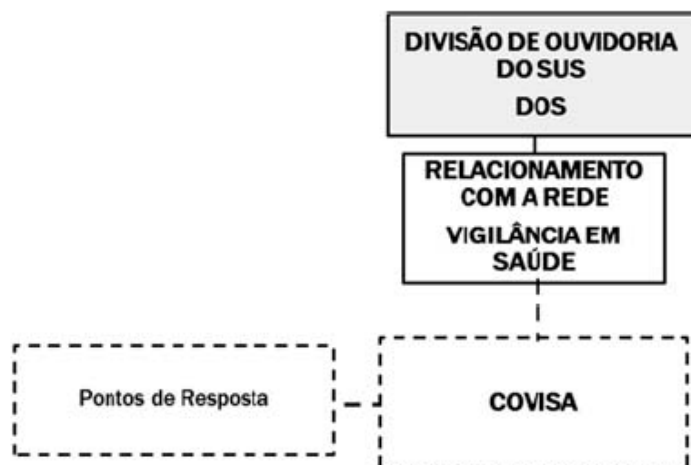 DIVISÃO DE OUVIDORIA
DO SUS
DOS
RELACIONAMENTO
COM A REDE
VIGILÂNCIA EM
SAÚDE
Pontos de Resposta
COVISA